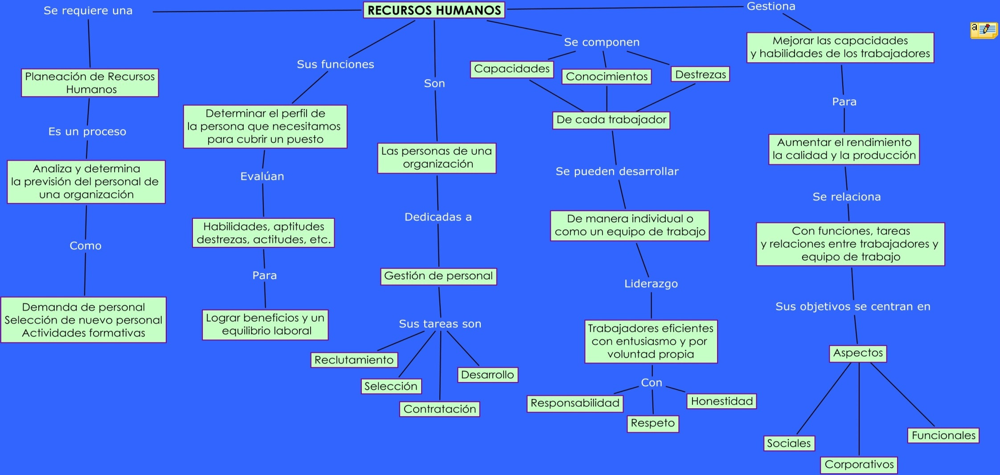 RECURSOS HUMANOS
Se requiere una
Planeación de Recursos
Humanos
Es un proceso
Analiza y determina
la previsión del personal de
una organización
Como
Demanda de personal
Selección de nuevo personal
Actividades formativas
Sus funciones
Determinar el perfil de
la persona que necesitamos
para cubrir un puesto
Evalúan
Habilidades, aptitudes
destrezas, actitudes, etc.
Para
Lograr beneficios y un
equilibrio laboral
Son
Las personas de una
organización
Dedicadas a
Gestión de personal
Sus tareas son
Reclutamiento
Selección
Contratación
Desarrollo
Se componen
Capacidades
Conocimientos
Destrezas
De cada trabajador
Se pueden desarrollar
De manera individual o
como un equipo de trabajo
Liderazgo
Trabajadores eficientes
con entusiasmo y por
voluntad propia
Con
Responsabilidad
Respeto
Honestidad
Gestiona
Mejorar las capacidades
y habilidades de los trabajadores
Para
Aumentar el rendimiento
la calidad y la producción
Se relaciona
Con funciones, tareas
y relaciones entre trabajadores y
equipo de trabajo
Sus objetivos se centran en
Aspectos
Sociales
Corporativos
Funcionales
a